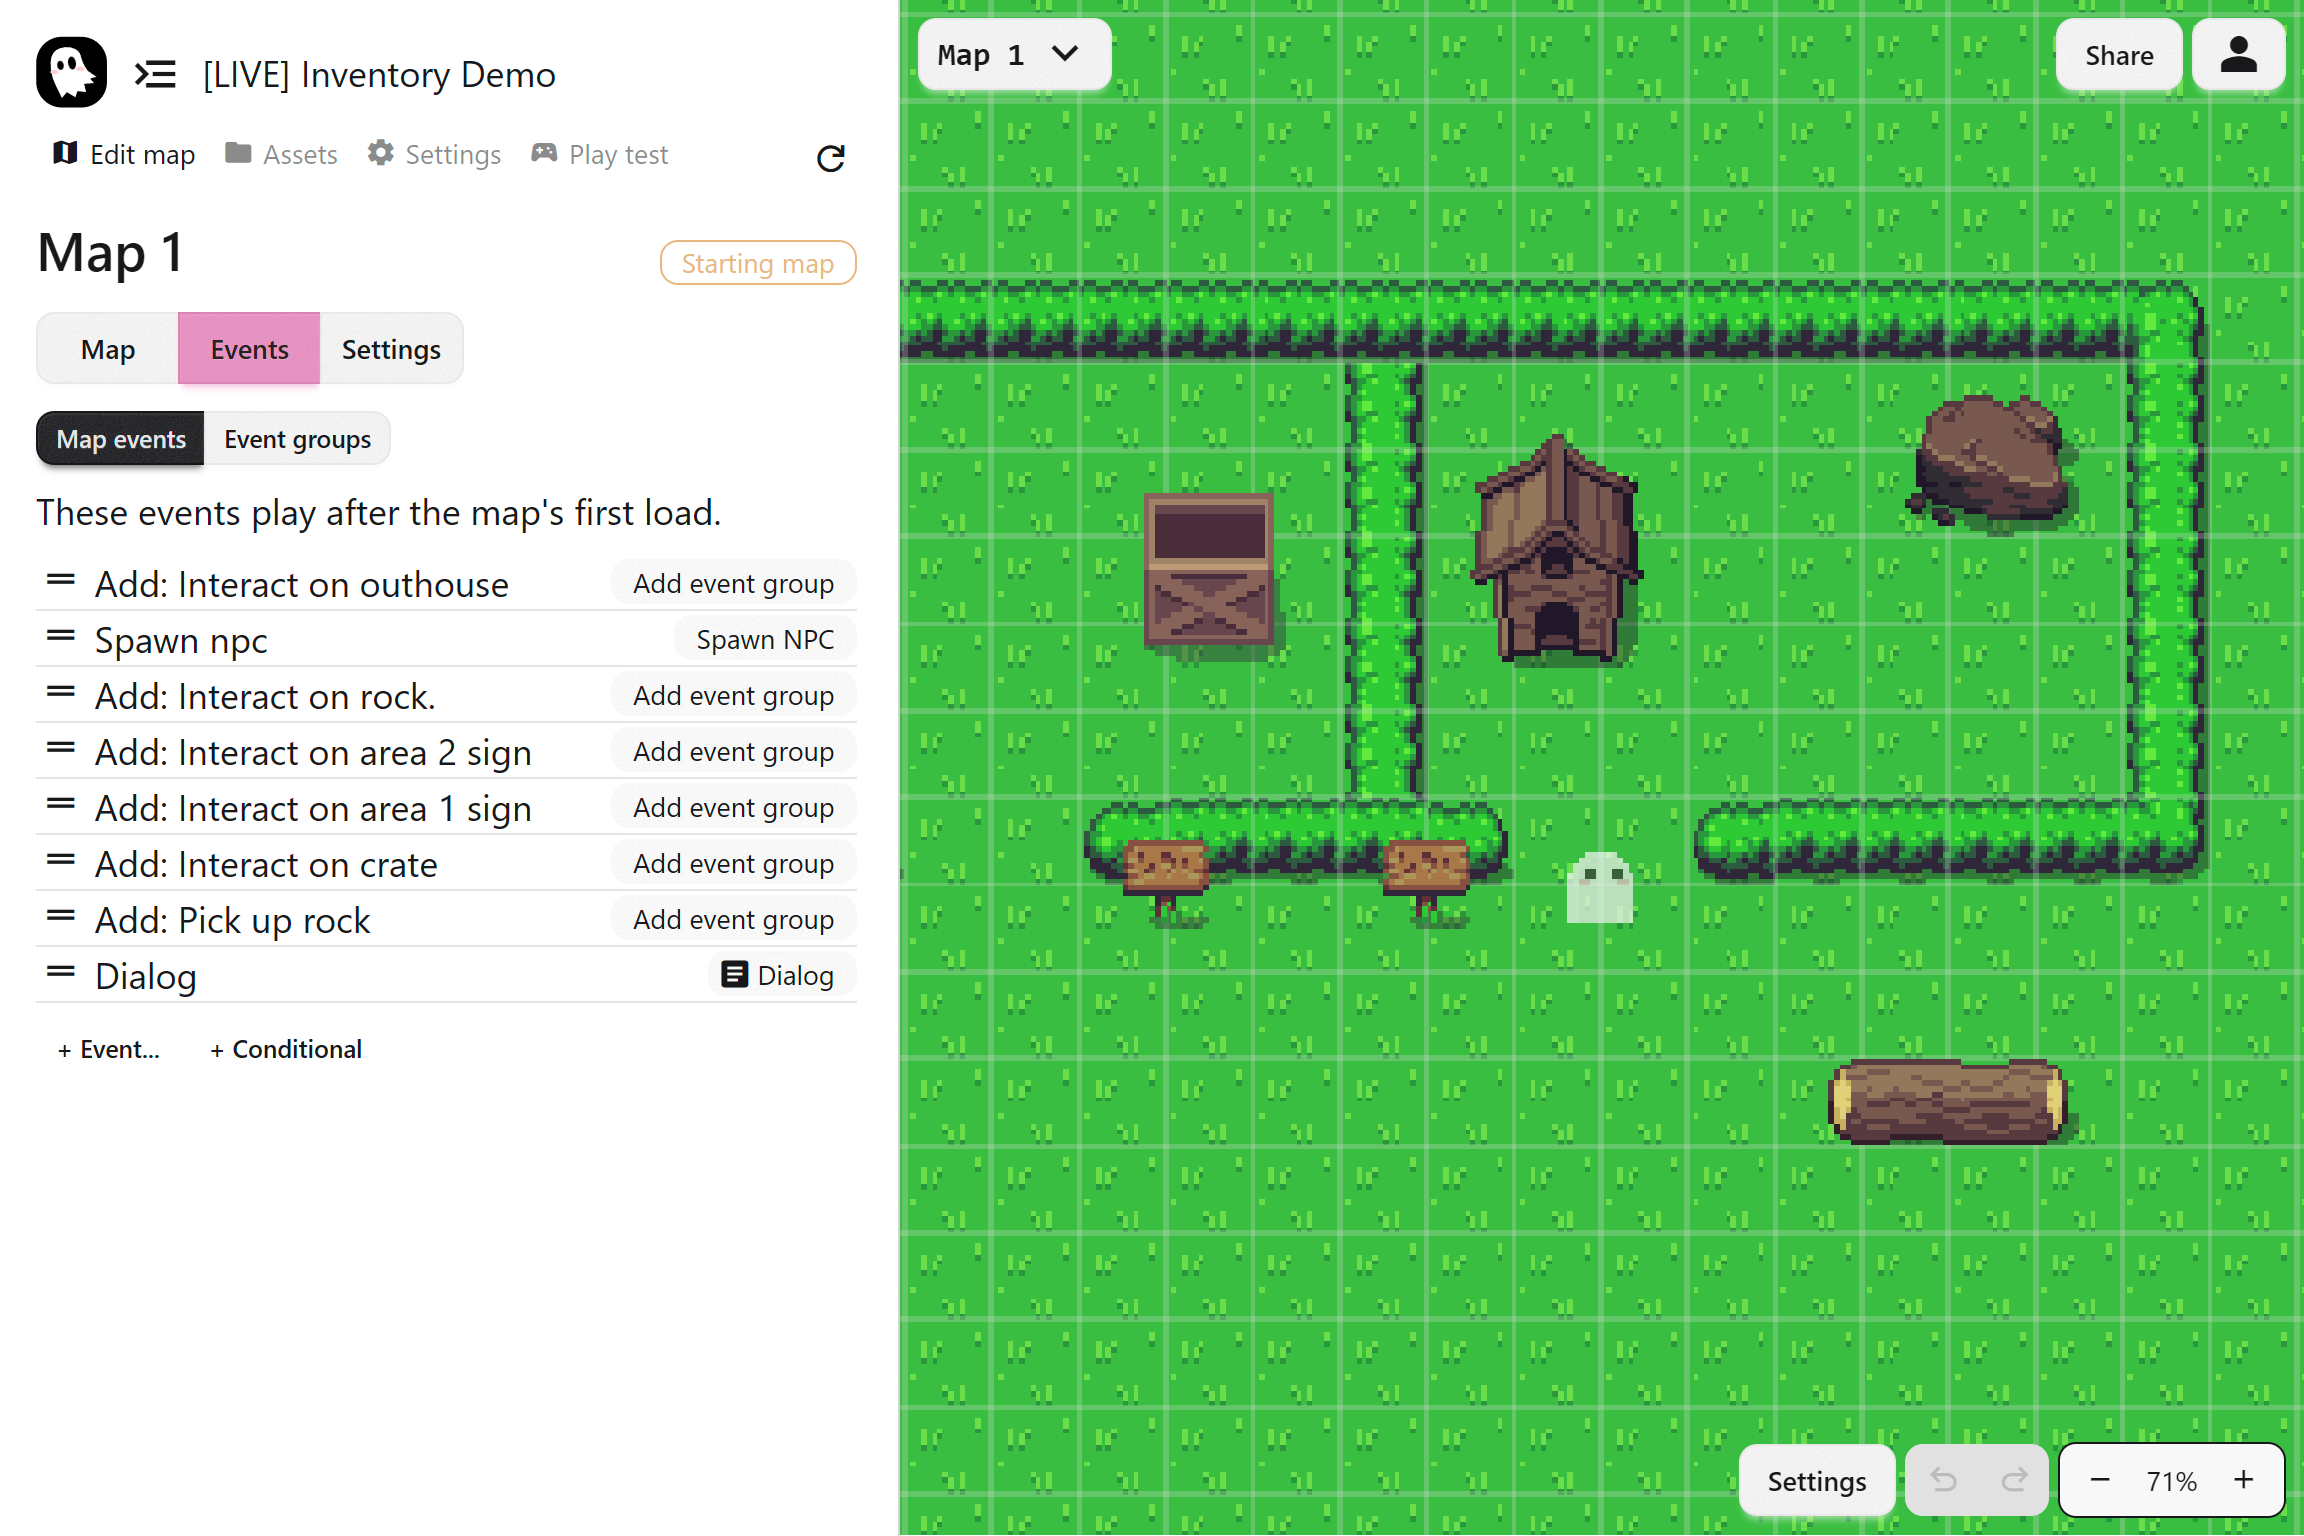 [LIVE] Inventory Demo
Edit map Assets Settings Play test
Map 1
Starting map
Map Events Settings
Map events Event groups
These events play after the map's first load.
Add: Interact on outhouse Add event group
Spawn npc Spawn NPC
Add: Interact on rock. Add event group
Add: Interact on area 2 sign Add event group
Add: Interact on area 1 sign Add event group
Add: Interact on crate Add event group
Add: Pick up rock Add event group
Dialog Dialog
+ Event... + Conditional
Map 1
Share
Settings
− 71% +